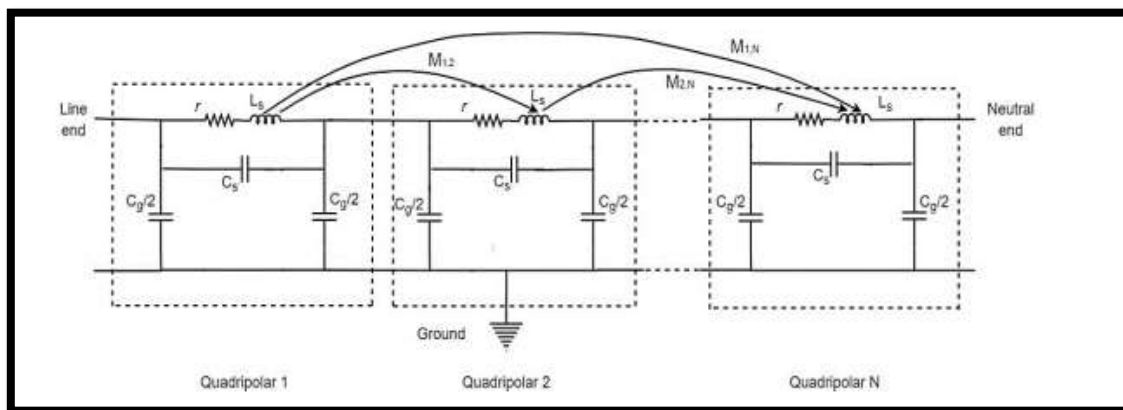 M1,N
M1,2
M2,N
Line
end
r
Ls
r
Ls
r
Ls
Neutral
end
Cs
Cs
Cs
Cg/2
Cg/2
Cg/2
Cg/2
Cg/2
Cg/2
Ground
Quadripolar 1
Quadripolar 2
Quadripolar N